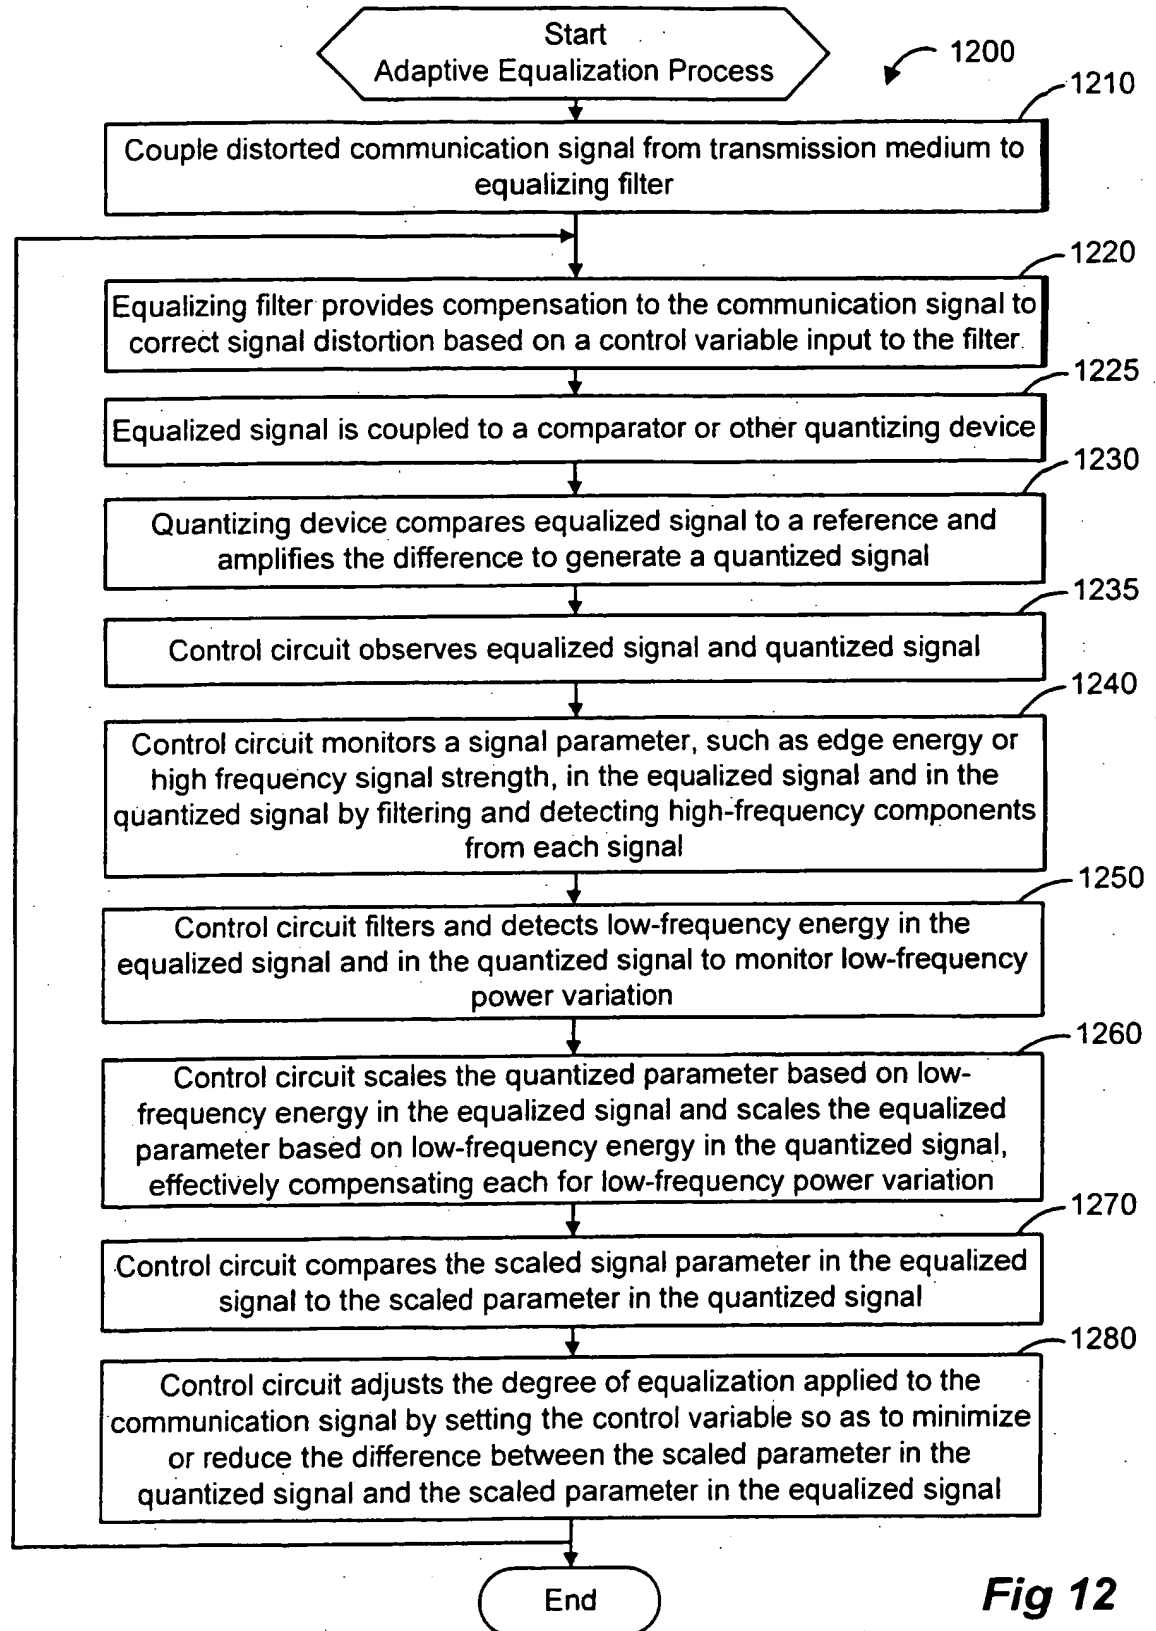 Start
Adaptive Equalization Process
1200
1210
Couple distorted communication signal from transmission medium to
equalizing filter
1220
Equalizing filter provides compensation to the communication signal to
correct signal distortion based on a control variable input to the filter.
1225
Equalized signal is coupled to a comparator or other quantizing device
1230
Quantizing device compares equalized signal to a reference and
amplifies the difference to generate a quantized signal
1235
Control circuit observes equalized signal and quantized signal
1240
Control circuit monitors a signal parameter, such as edge energy or
high frequency signal strength, in the equalized signal and in the
quantized signal by filtering and detecting high-frequency components
from each signal
1250
Control circuit filters and detects low-frequency energy in the
equalized signal and in the quantized signal to monitor low-frequency
power variation
1260
Control circuit scales the quantized parameter based on low-
frequency energy in the equalized signal and scales the equalized
parameter based on low-frequency energy in the quantized signal,
effectively compensating each for low-frequency power variation
1270
Control circuit compares the scaled signal parameter in the equalized
signal to the scaled parameter in the quantized signal
1280
Control circuit adjusts the degree of equalization applied to the
communication signal by setting the control variable so as to minimize
or reduce the difference between the scaled parameter in the
quantized signal and the scaled parameter in the equalized signal
End
Fig 12